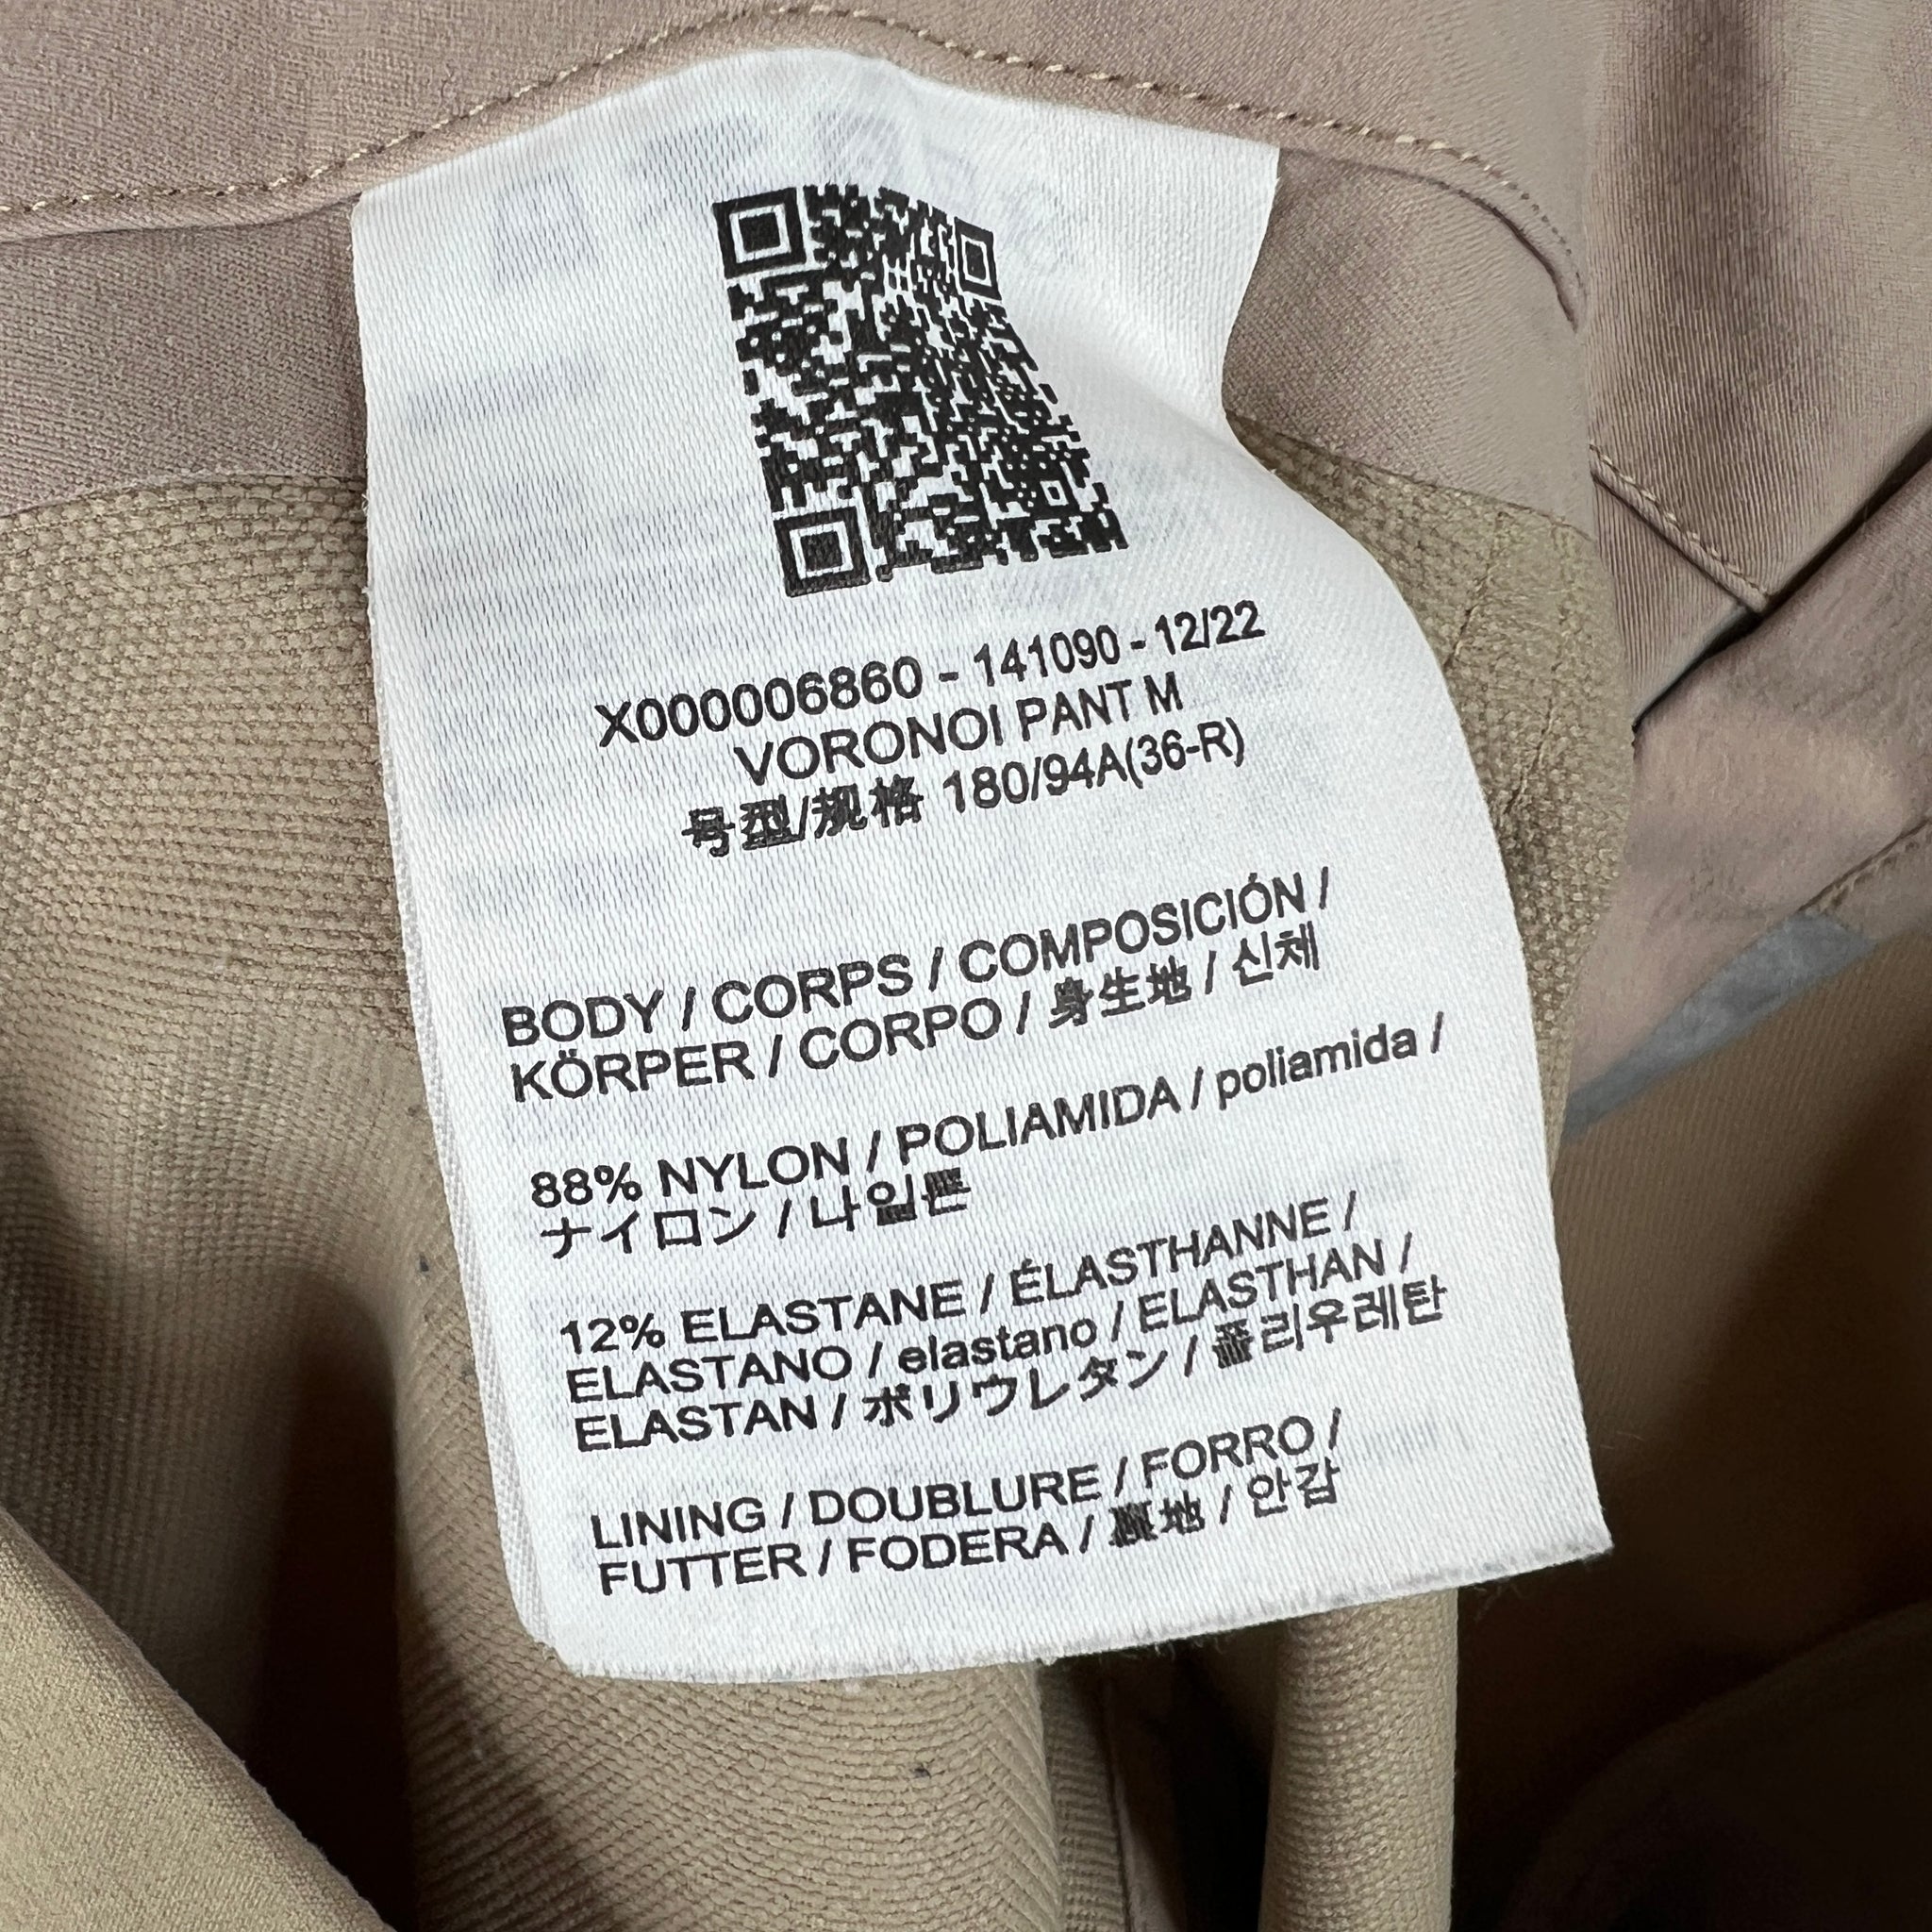 X000006860 - 141090 - 12/22
VORONOI PANT M
号型/规格 180/94A(36-R)
BODY / CORPS / COMPOSICIÓN /
KÖRPER / CORPO / 身生地 / 신체
88% NYLON / POLIAMIDA / poliamida /
ナイロン / 나일론
12% ELASTANE / ÉLASTHANNE /
ELASTANO / elastano / ELASTHAN /
ELASTAN / ポリウレタン / 폴리우레탄
LINING / DOUBLURE / FORRO /
FUTTER / FODERA / 裏地 / 안감